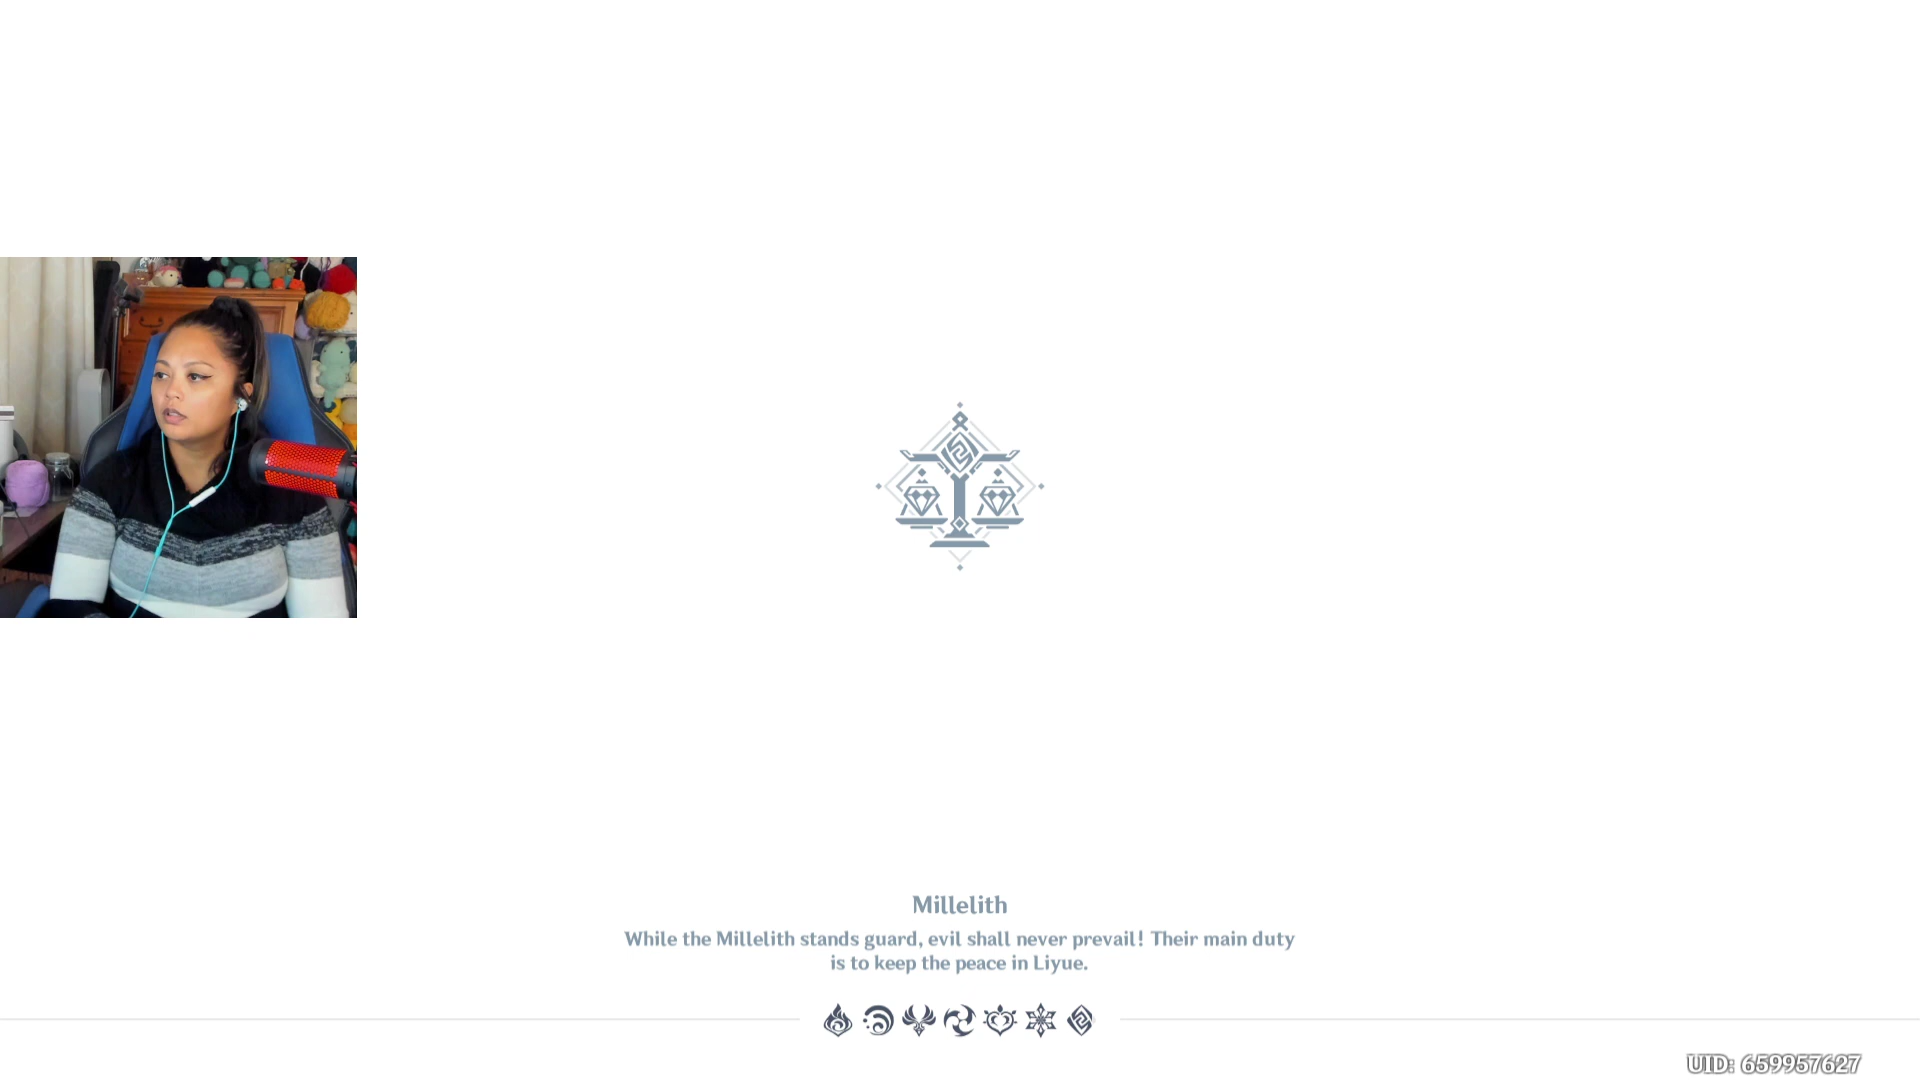 Millelith
While the Millelith stands guard, evil shall never prevail! Their main duty
is to keep the peace in Liyue.
UID: 659957627